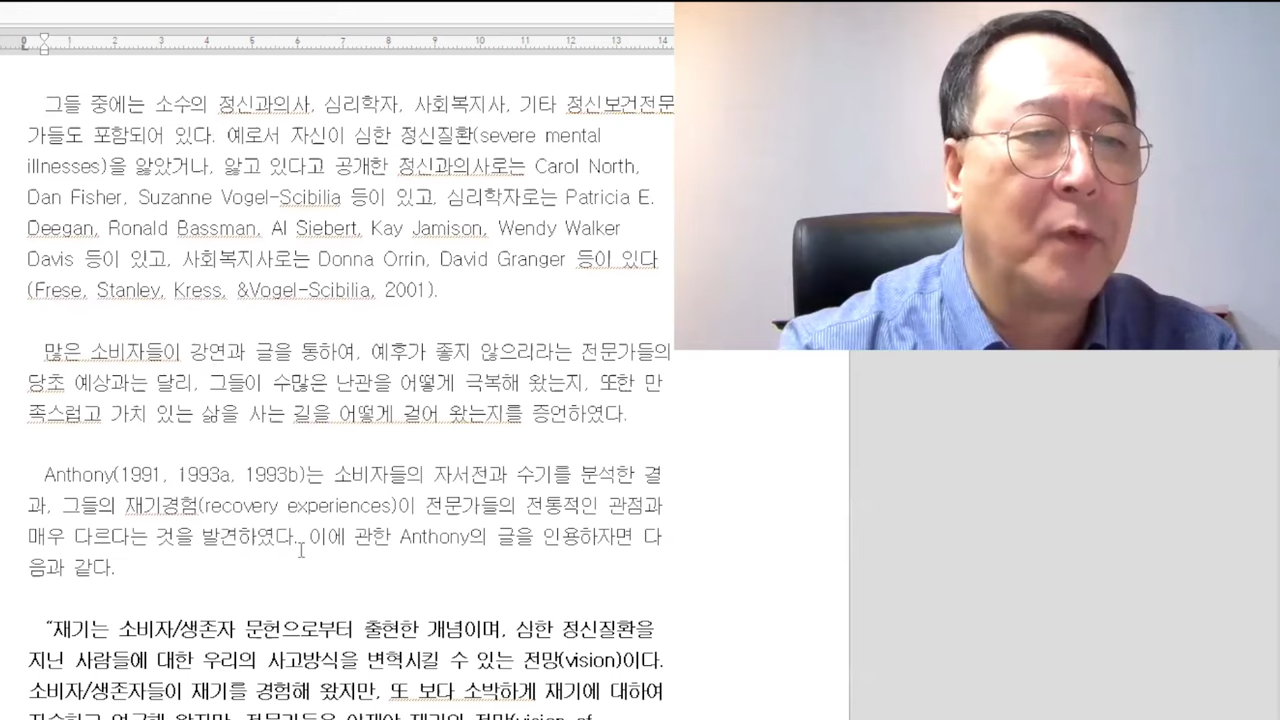 0 1 2 3 4 5 6 7 8 9 10 11 12 13 14
그들 중에는 소수의 정신과의사, 심리학자, 사회복지사, 기타 정신보건전문
가들도 포함되어 있다. 예로서 자신이 심한 정신질환(severe mental
illnesses)을 앓았거나, 앓고 있다고 공개한 정신과의사로는 Carol North,
Dan Fisher, Suzanne Vogel-Scibilia 등이 있고, 심리학자로는 Patricia E.
Deegan, Ronald Bassman, Al Siebert, Kay Jamison, Wendy Walker
Davis 등이 있고, 사회복지사로는 Donna Orrin, David Granger 등이 있다
(Frese, Stanley, Kress, &Vogel-Scibilia, 2001).
많은 소비자들이 강연과 글을 통하여, 예후가 좋지 않으리라는 전문가들의
당초 예상과는 달리, 그들이 수많은 난관을 어떻게 극복해 왔는지, 또한 만
족스럽고 가치 있는 삶을 사는 길을 어떻게 걸어 왔는지를 증언하였다.
Anthony(1991, 1993a, 1993b)는 소비자들의 자서전과 수기를 분석한 결
과, 그들의 재기경험(recovery experiences)이 전문가들의 전통적인 관점과
매우 다르다는 것을 발견하였다. 이에 관한 Anthony의 글을 인용하자면 다
음과 같다.
“재기는 소비자/생존자 문헌으로부터 출현한 개념이며, 심한 정신질환을
지닌 사람들에 대한 우리의 사고방식을 변혁시킬 수 있는 전망(vision)이다.
소비자/생존자들이 재기를 경험해 왔지만, 또 보다 소박하게 재기에 대하여